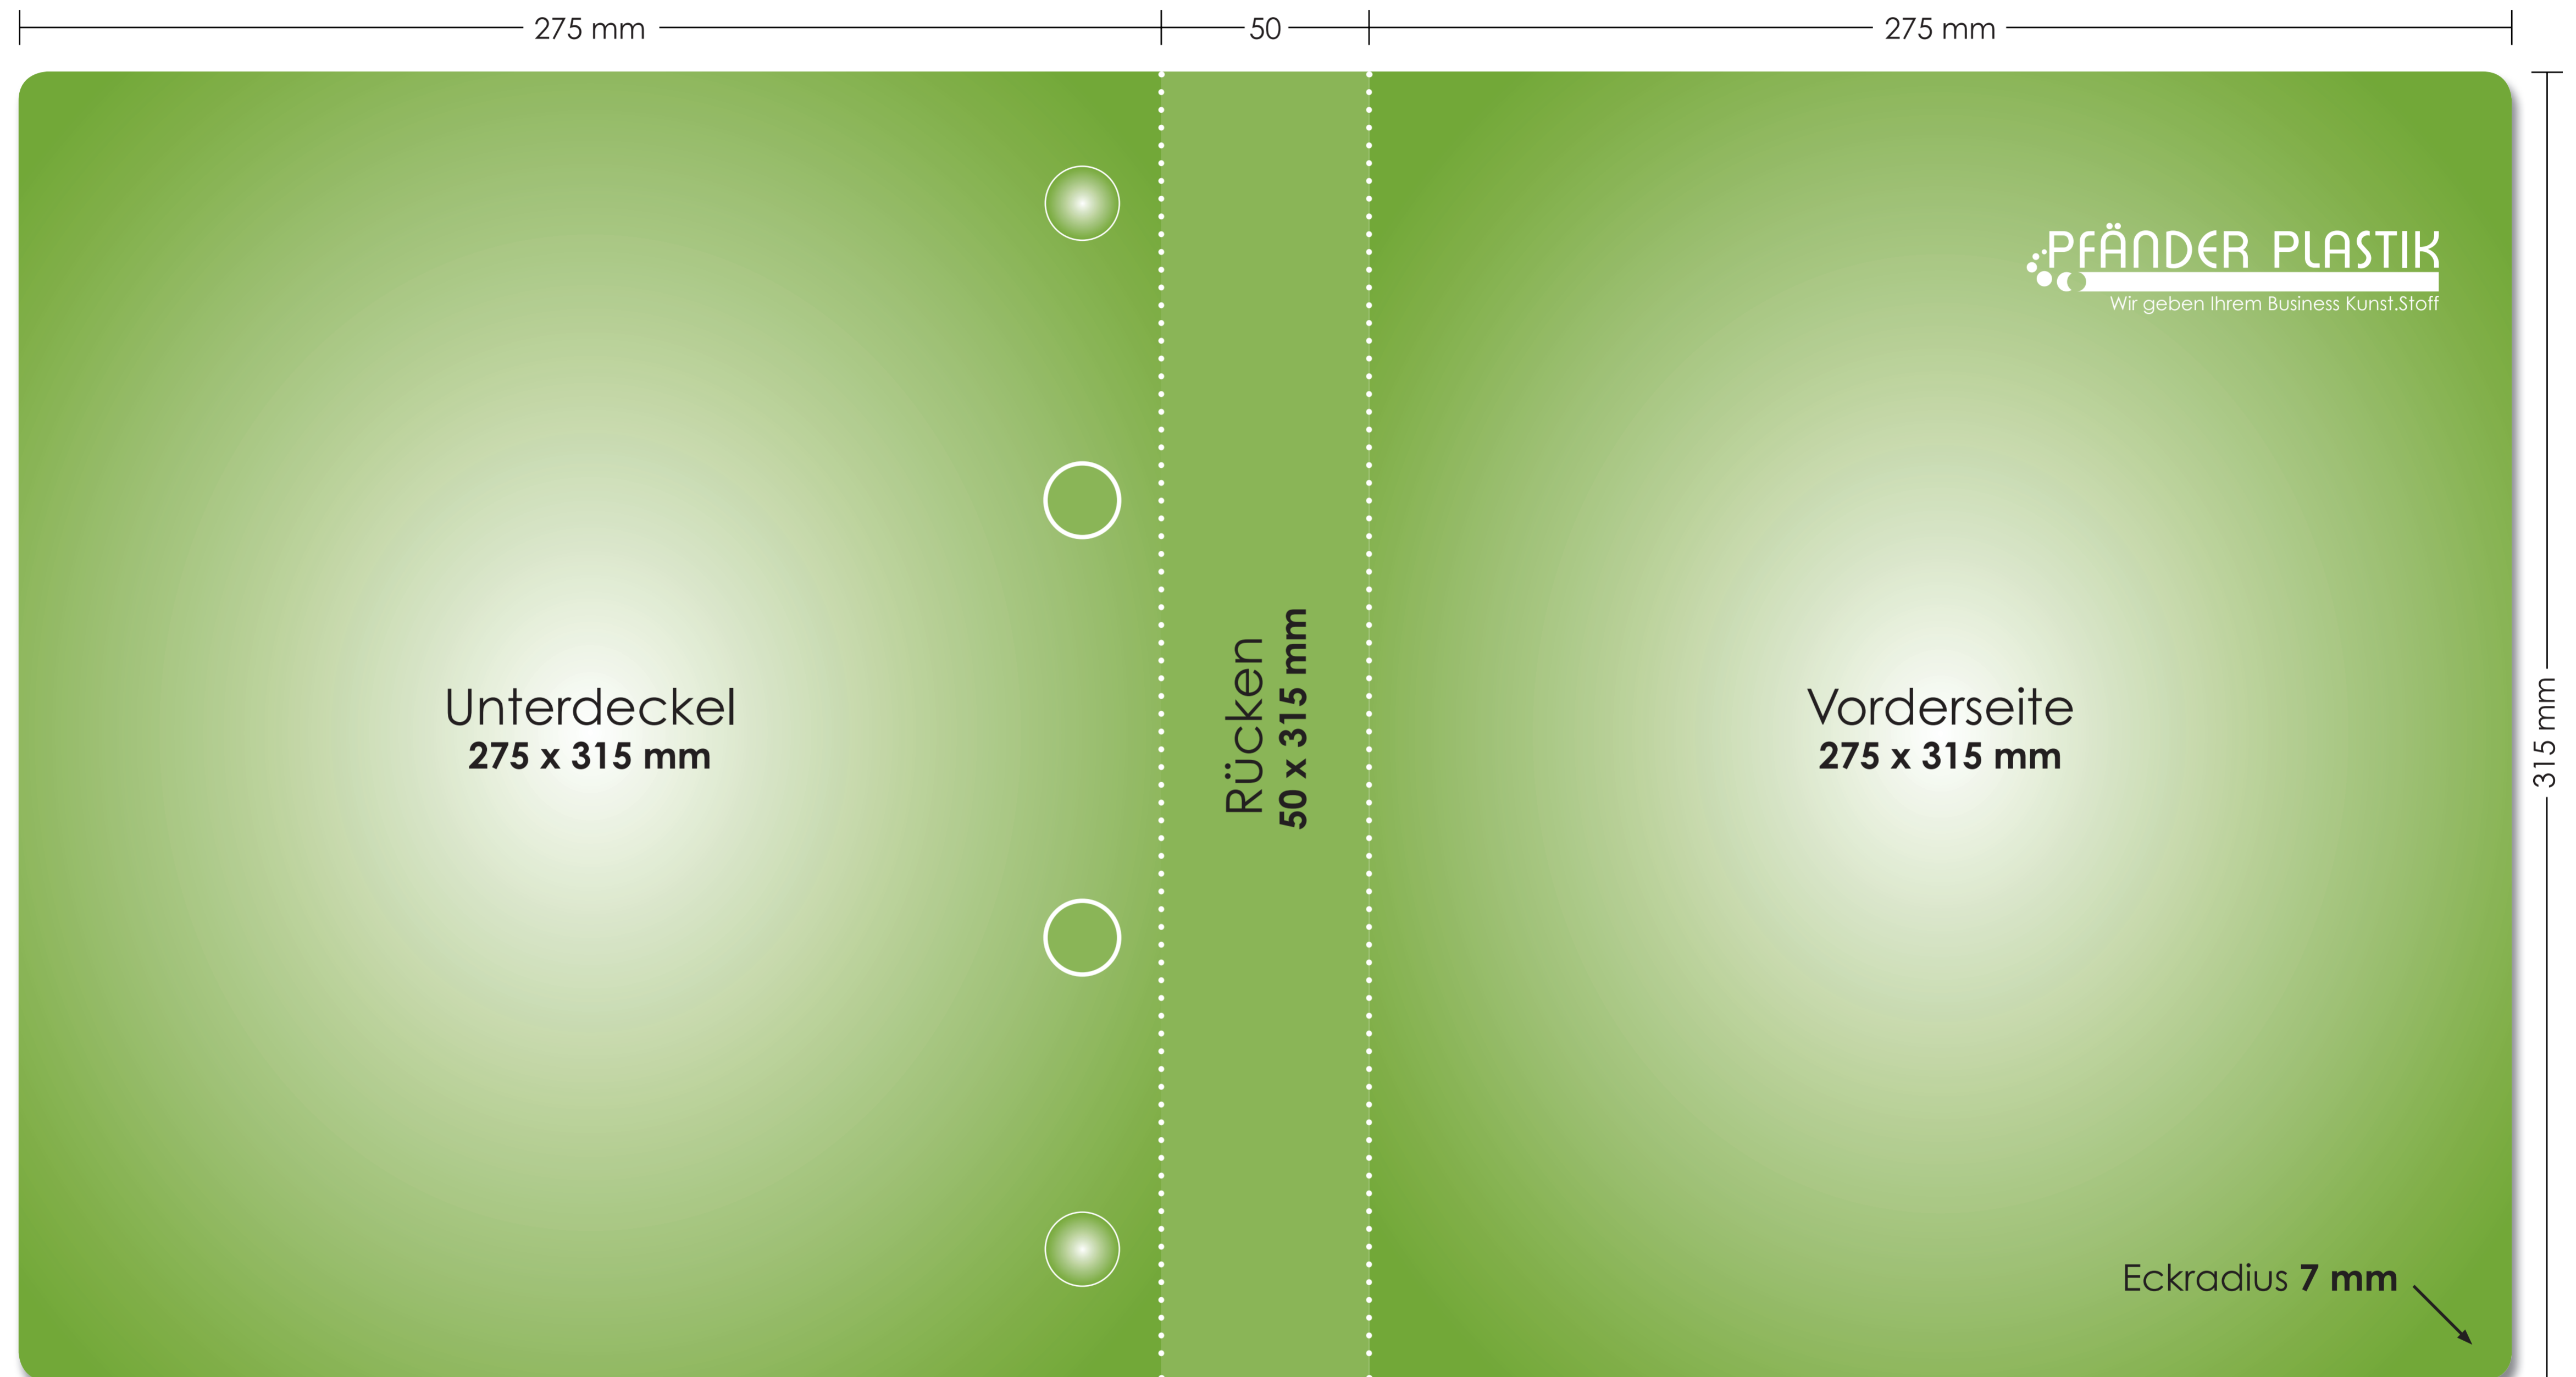 275 mm
50
275 mm
PFÄNDER PLASTIK
Wir geben Ihrem Business Kunst.Stoff
Unterdeckel
275 x 315 mm
Rücken
50 x 315 mm
Vorderseite
275 x 315 mm
315 mm
Eckradius 7 mm